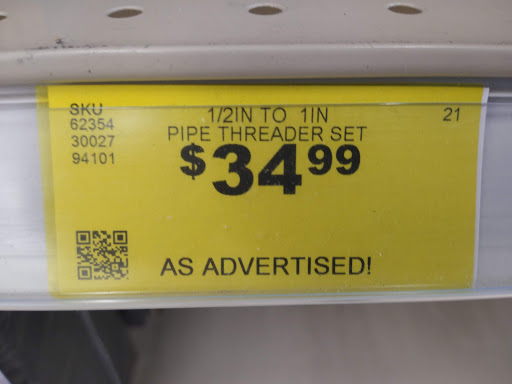 SKU
62354
30027
94101
1/2IN TO 1IN
PIPE THREADER SET
$3499
21
AS ADVERTISED!